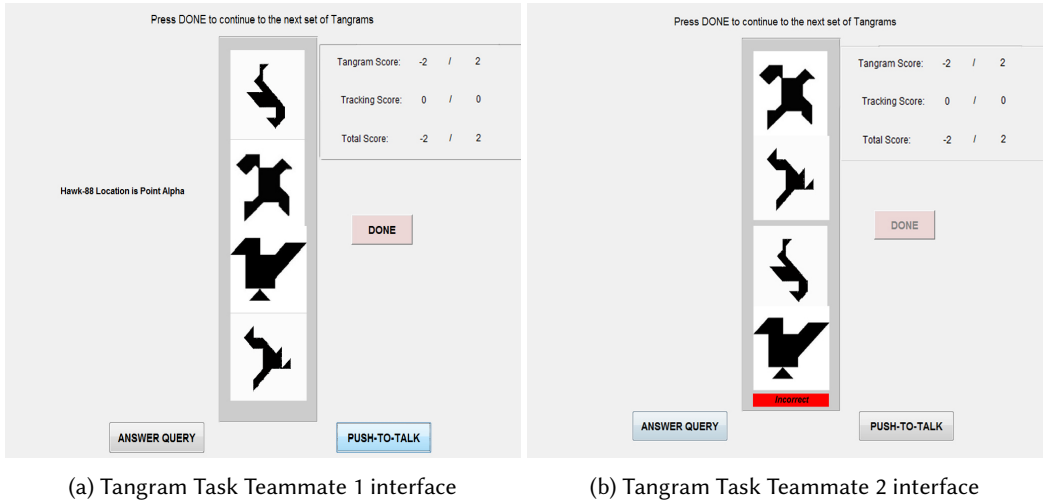 Press DONE to continue to the next set of Tangrams
Tangram Score: -2 / 2
Tracking Score: 0 / 0
Total Score: -2 / 2
Hawk-88 Location is Point Alpha
DONE
ANSWER QUERY
PUSH-TO-TALK
(a) Tangram Task Teammate 1 interface
Press DONE to continue to the next set of Tangrams
Tangram Score: -2 / 2
Tracking Score: 0 / 0
Total Score: -2 / 2
DONE
Incorrect
ANSWER QUERY
PUSH-TO-TALK
(b) Tangram Task Teammate 2 interface